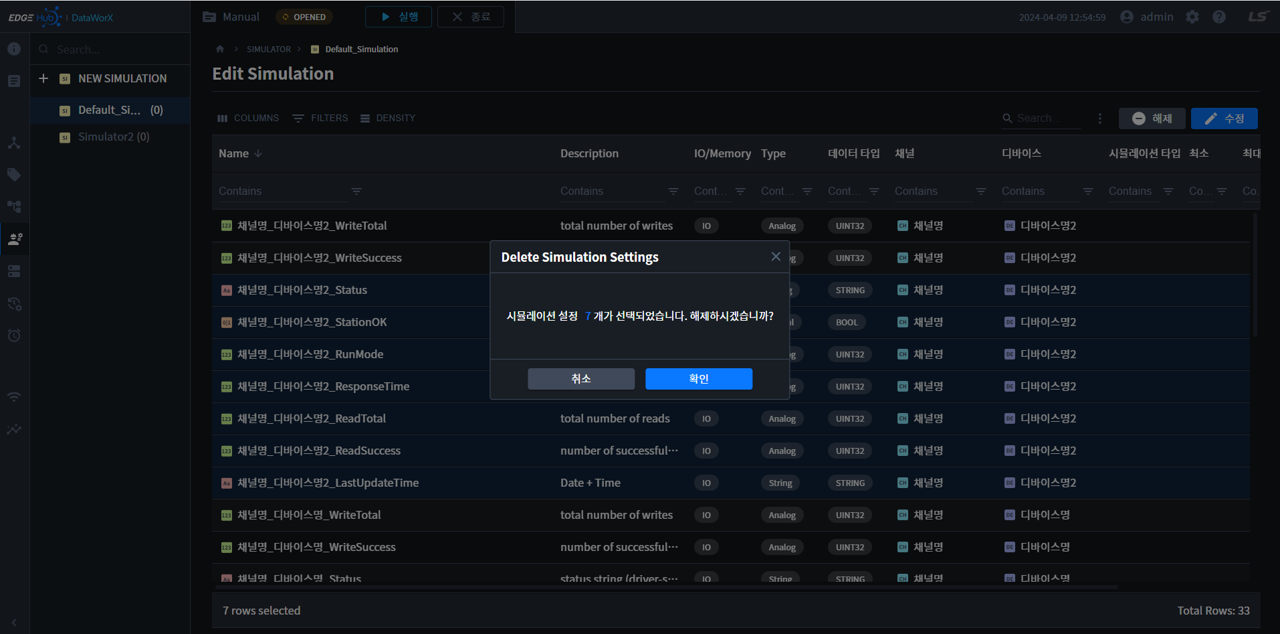 EDGE Hub | DataWorX
Manual OPENED 실행 종료 2024-04-09 12:54:59 admin LS
Search...
NEW SIMULATION
Default_Si... (0)
Simulator2 (0)
SIMULATOR Default_Simulation
Edit Simulation
COLUMNS FILTERS DENSITY Search... 해제 수정
Name Description IO/Memory Type 데이터 타입 채널 디바이스 시뮬레이션 타입 최소 최대
Contains Contains Cont... Cont... Cont... Contains Contains Contains Co... Co
채널명_디바이스명2_WriteTotal total number of writes IO Analog UINT32 CH 채널명 DE 디바이스명2
채널명_디바이스명2_WriteSuccess UINT32 CH 채널명 DE 디바이스명2
채널명_디바이스명2_Status STRING CH 채널명 DE 디바이스명2
채널명_디바이스명2_StationOK BOOL CH 채널명 DE 디바이스명2
채널명_디바이스명2_RunMode UINT32 CH 채널명 DE 디바이스명2
채널명_디바이스명2_ResponseTime UINT32 CH 채널명 DE 디바이스명2
채널명_디바이스명2_ReadTotal total number of reads IO Analog UINT32 CH 채널명 DE 디바이스명2
채널명_디바이스명2_ReadSuccess number of successful··· IO Analog UINT32 CH 채널명 DE 디바이스명2
채널명_디바이스명2_LastUpdateTime Date + Time IO String STRING CH 채널명 DE 디바이스명2
채널명_디바이스명_WriteTotal total number of writes IO Analog UINT32 CH 채널명 DE 디바이스명
채널명_디바이스명_WriteSuccess number of successful··· IO Analog UINT32 CH 채널명 DE 디바이스명
채널명_디바이스명_Status status string (driver-s··· IO String STRING CH 채널명 DE 디바이스명
7 rows selected Total Rows: 33
Delete Simulation Settings
시뮬레이션 설정 7 개가 선택되었습니다. 해제하시겠습니까?
취소 확인